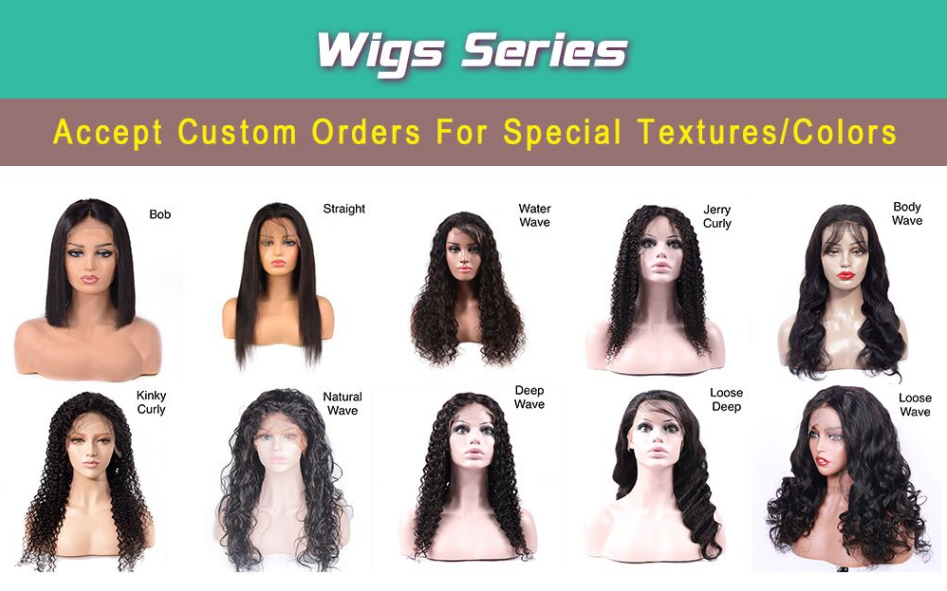 Wigs Series
Accept Custom Orders For Special Textures/Colors
Bob
Straight
Water
Wave
Jerry
Curly
Body
Wave
Kinky
Curly
Natural
Wave
Deep
Wave
Loose
Deep
Loose
Wave